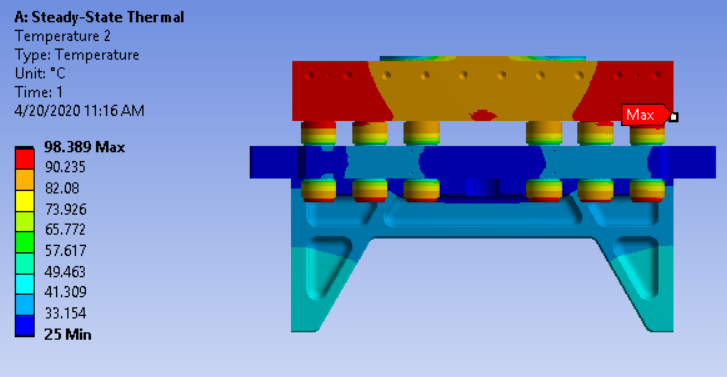 A: Steady-State Thermal
Temperature 2
Type: Temperature
Unit: °C
Time: 1
4/20/2020 11:16 AM
98.389 Max
90.235
82.08
73.926
65.772
57.617
49.463
41.309
33.154
25 Min
Max